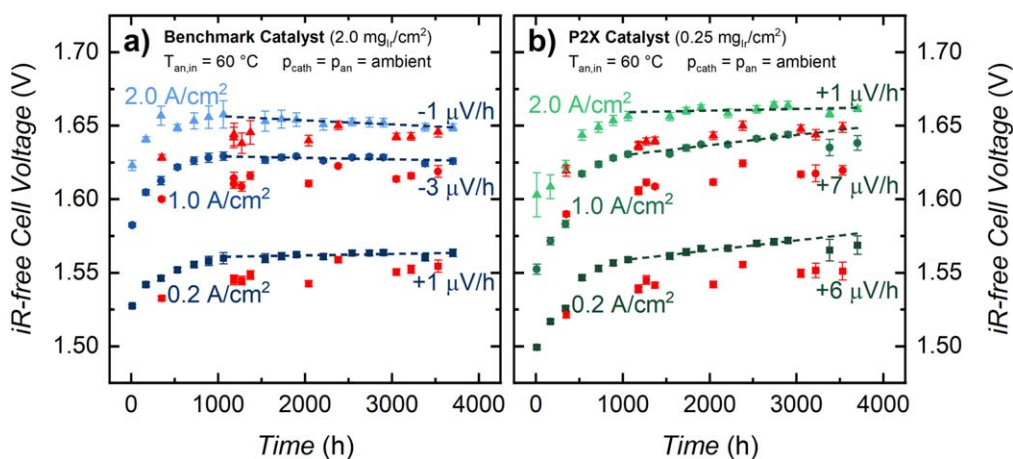 a) Benchmark Catalyst (2.0 mgIr/cm²)
Tan,in = 60 °C pcath = pan = ambient
2.0 A/cm²
-1 µV/h
1.0 A/cm²
-3 µV/h
0.2 A/cm²
+1 µV/h
iR-free Cell Voltage (V)
1.70
1.65
1.60
1.55
1.50
0
1000
2000
3000
4000
Time (h)
b) P2X Catalyst (0.25 mgIr/cm²)
Tan,in = 60 °C pcath = pan = ambient
2.0 A/cm²
+1 µV/h
1.0 A/cm²
+7 µV/h
0.2 A/cm²
+6 µV/h
0
1000
2000
3000
4000
Time (h)
1.70
1.65
1.60
1.55
1.50
iR-free Cell Voltage (V)